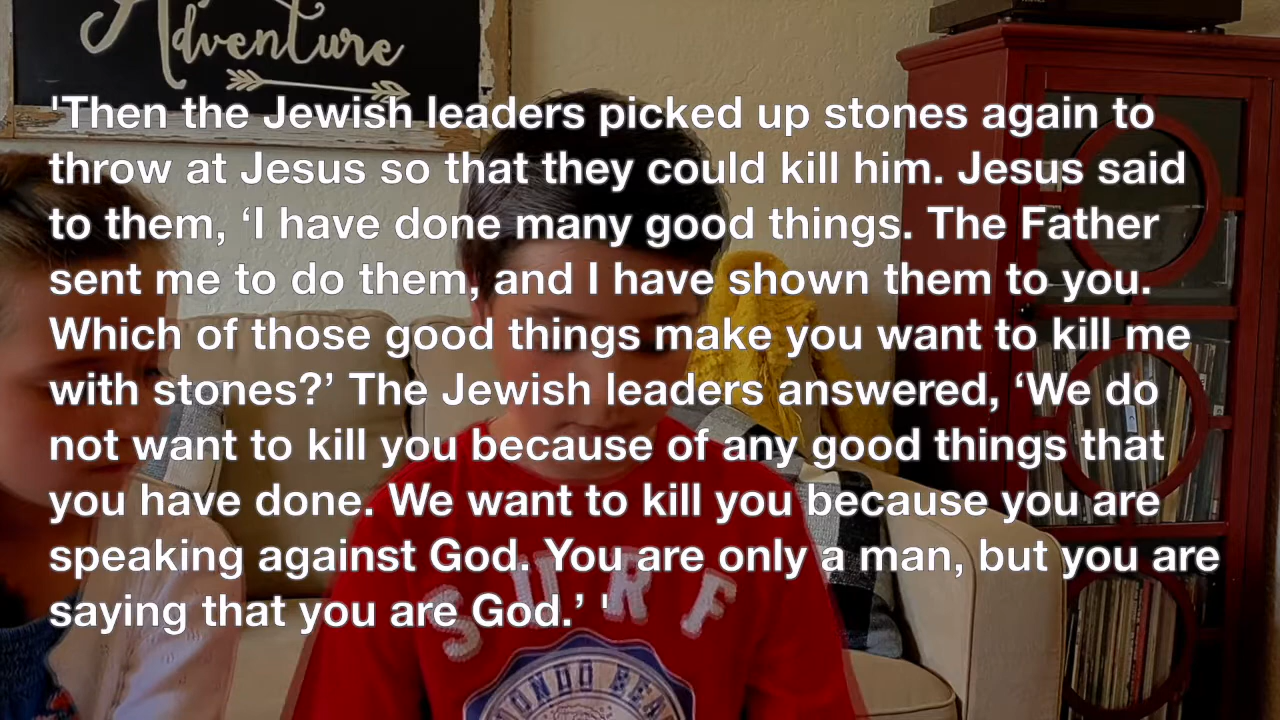 Adventure
'Then the Jewish leaders picked up stones again to
throw at Jesus so that they could kill him. Jesus said
to them, ‘I have done many good things. The Father
sent me to do them, and I have shown them to you.
Which of those good things make you want to kill me
with stones?’ The Jewish leaders answered, ‘We do
not want to kill you because of any good things that
you have done. We want to kill you because you are
speaking against God. You are only a man, but you are
saying that you are God.’ '
SURF